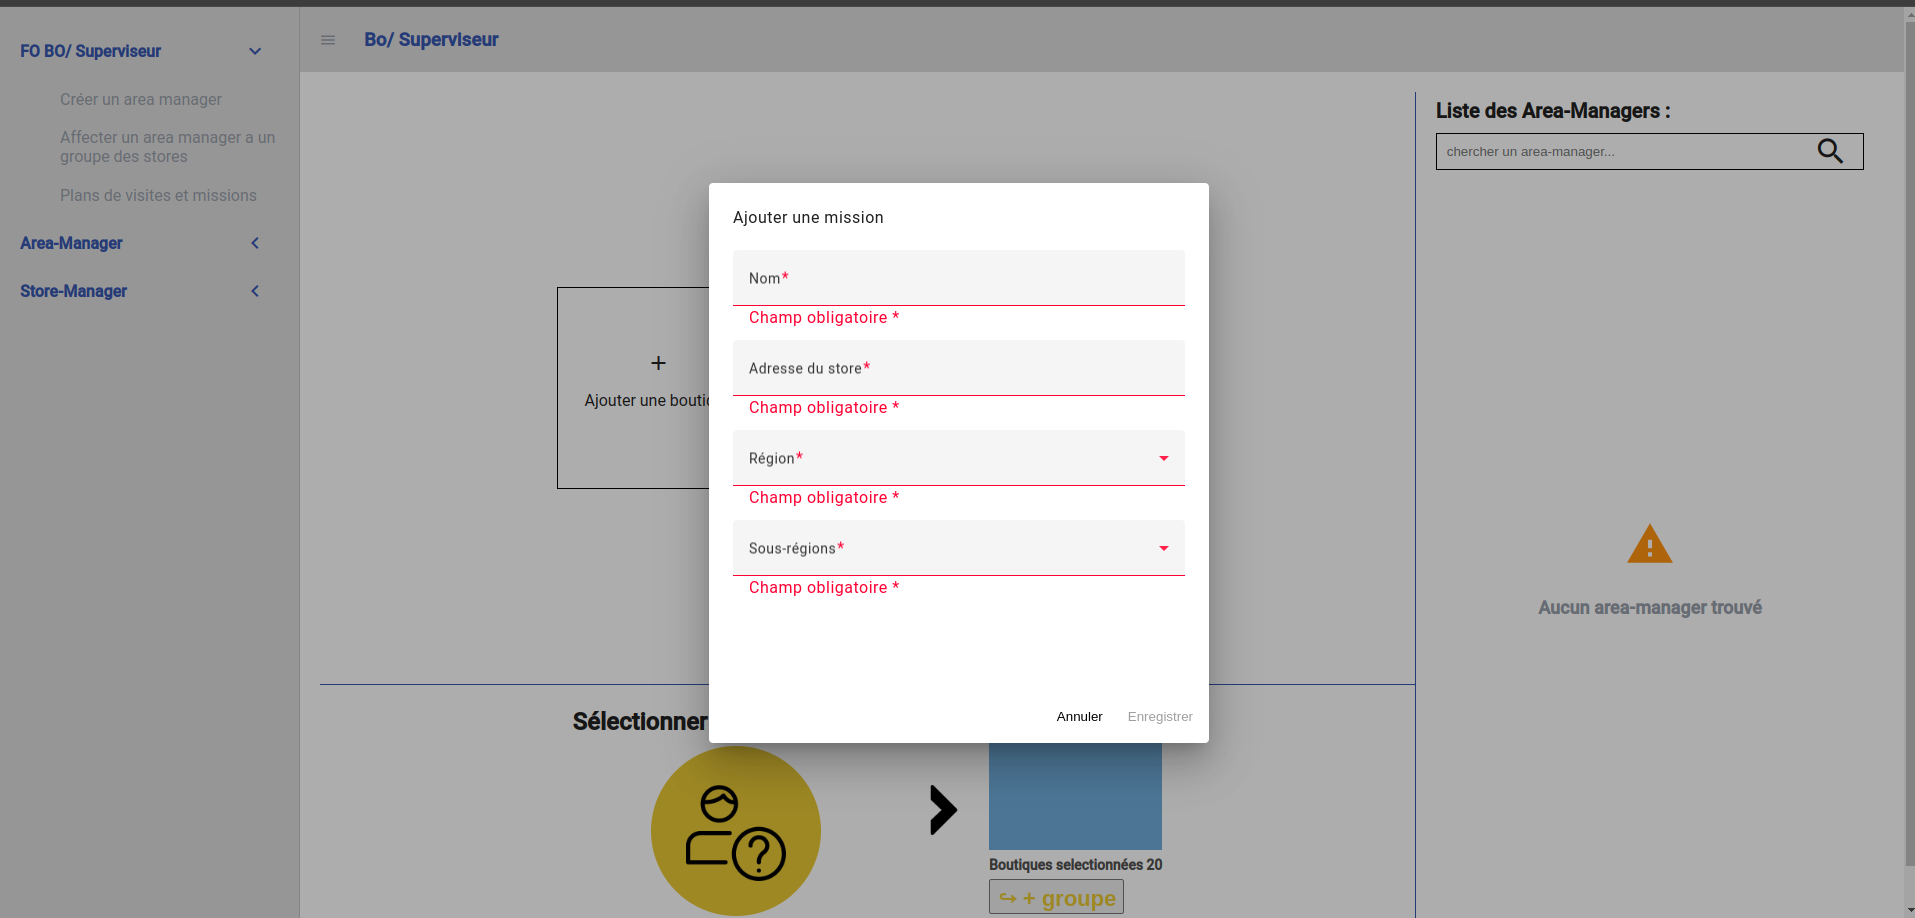 FO BO/ Superviseur
Créer un area manager
Affecter un area manager a un
groupe des stores
Plans de visites et missions
Area-Manager
Store-Manager
Bo/ Superviseur
+
Ajouter une
Sélectionner
Ajouter une mission
Nom*
Champ obligatoire *
Adresse du store*
Champ obligatoire *
Région*
Champ obligatoire *
Sous-régions*
Champ obligatoire *
Annuler Enregistrer
Boutiques selectionnées 20
↪ + groupe
Liste des Area-Managers :
chercher un area-manager...
Aucun area-manager trouvé